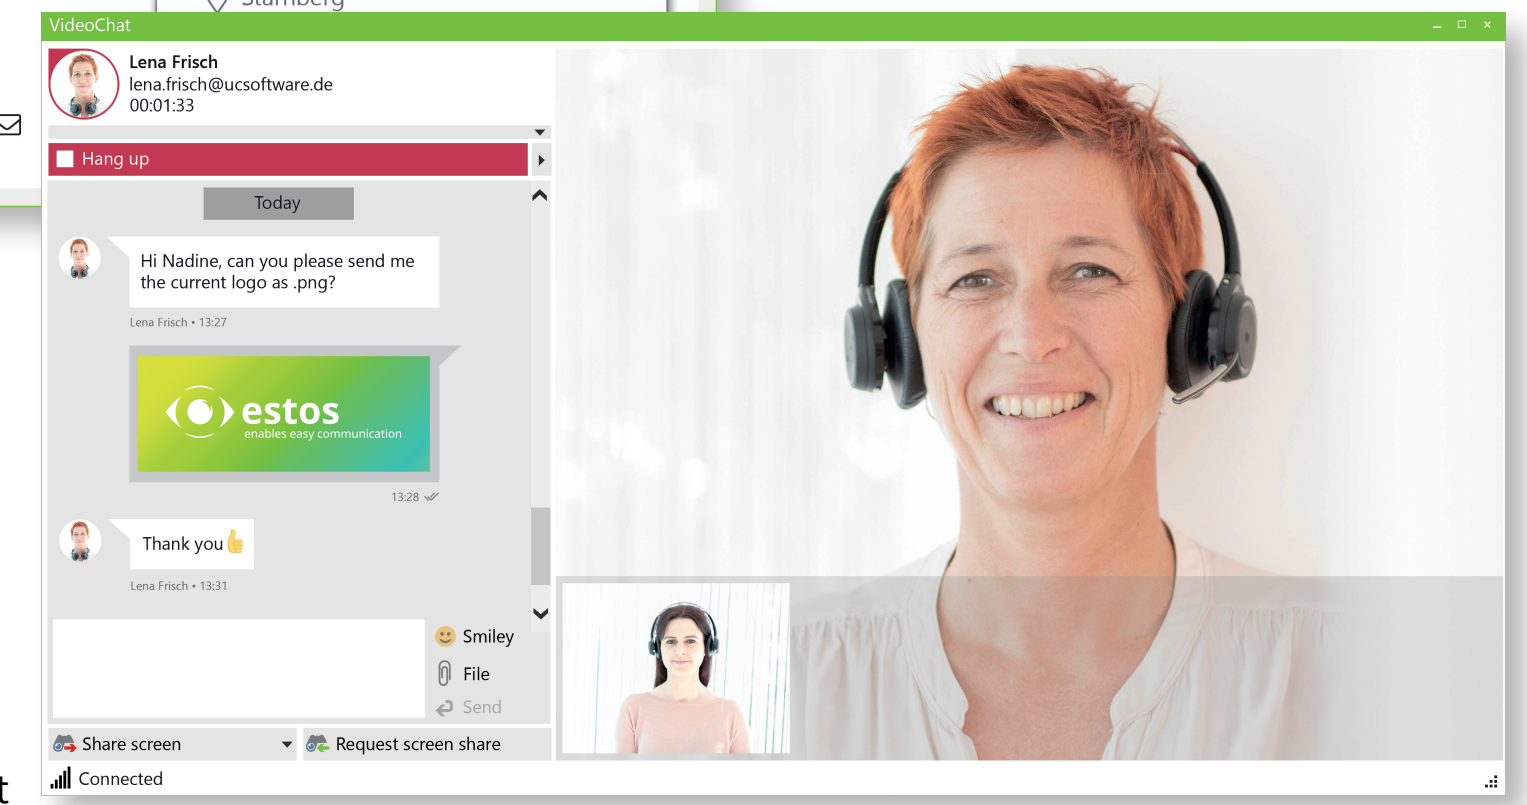 Starnberg
VideoChat
Lena Frisch
lena.frisch@ucsoftware.de
00:01:33
Hang up
Today
Hi Nadine, can you please send me
the current logo as .png?
Lena Frisch • 13:27
estos
enables easy communication
13:28
Thank you👍
Lena Frisch • 13:31
Smiley
File
Send
Share screen
Request screen share
Connected
t